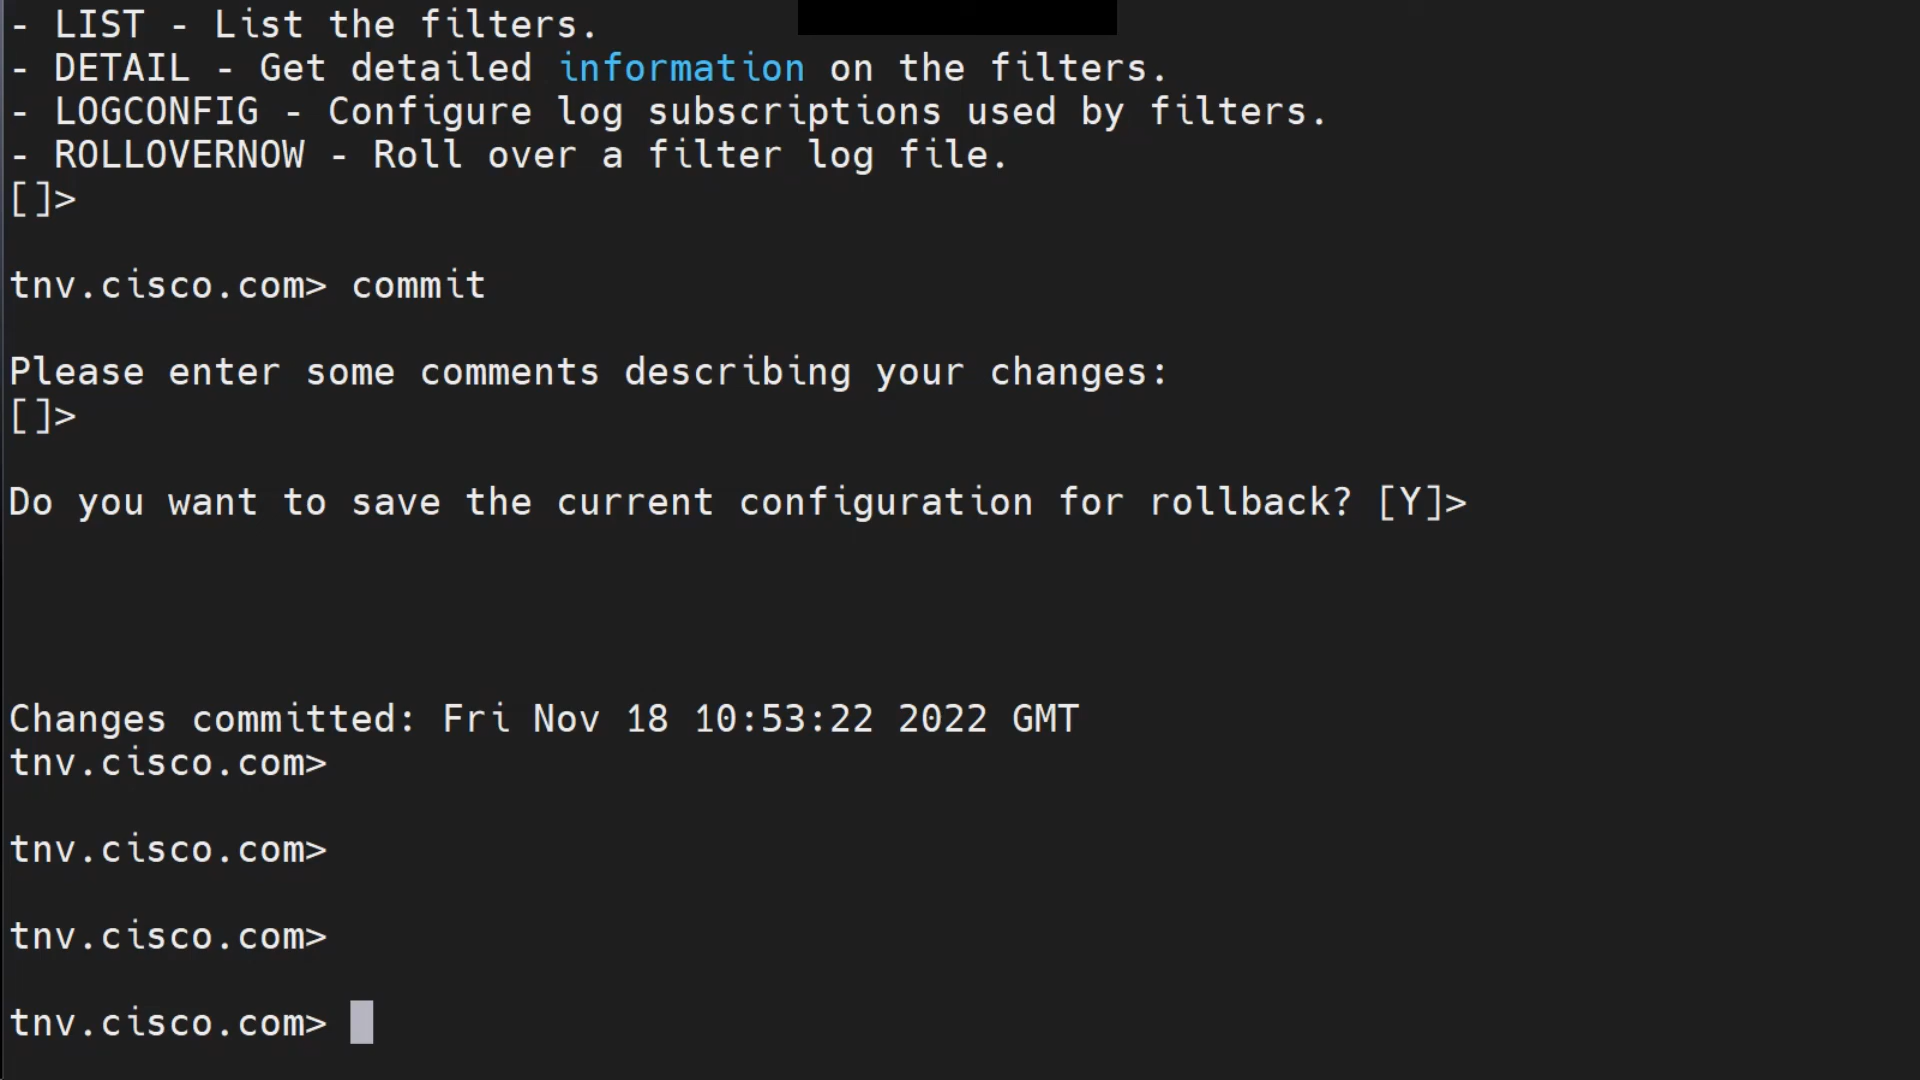 - LIST - List the filters.
- DETAIL - Get detailed information on the filters.
- LOGCONFIG - Configure log subscriptions used by filters.
- ROLLOVERNOW - Roll over a filter log file.
[]>
tnv.cisco.com> commit
Please enter some comments describing your changes:
[]>
Do you want to save the current configuration for rollback? [Y]>
Changes committed: Fri Nov 18 10:53:22 2022 GMT
tnv.cisco.com>
tnv.cisco.com>
tnv.cisco.com>
tnv.cisco.com>